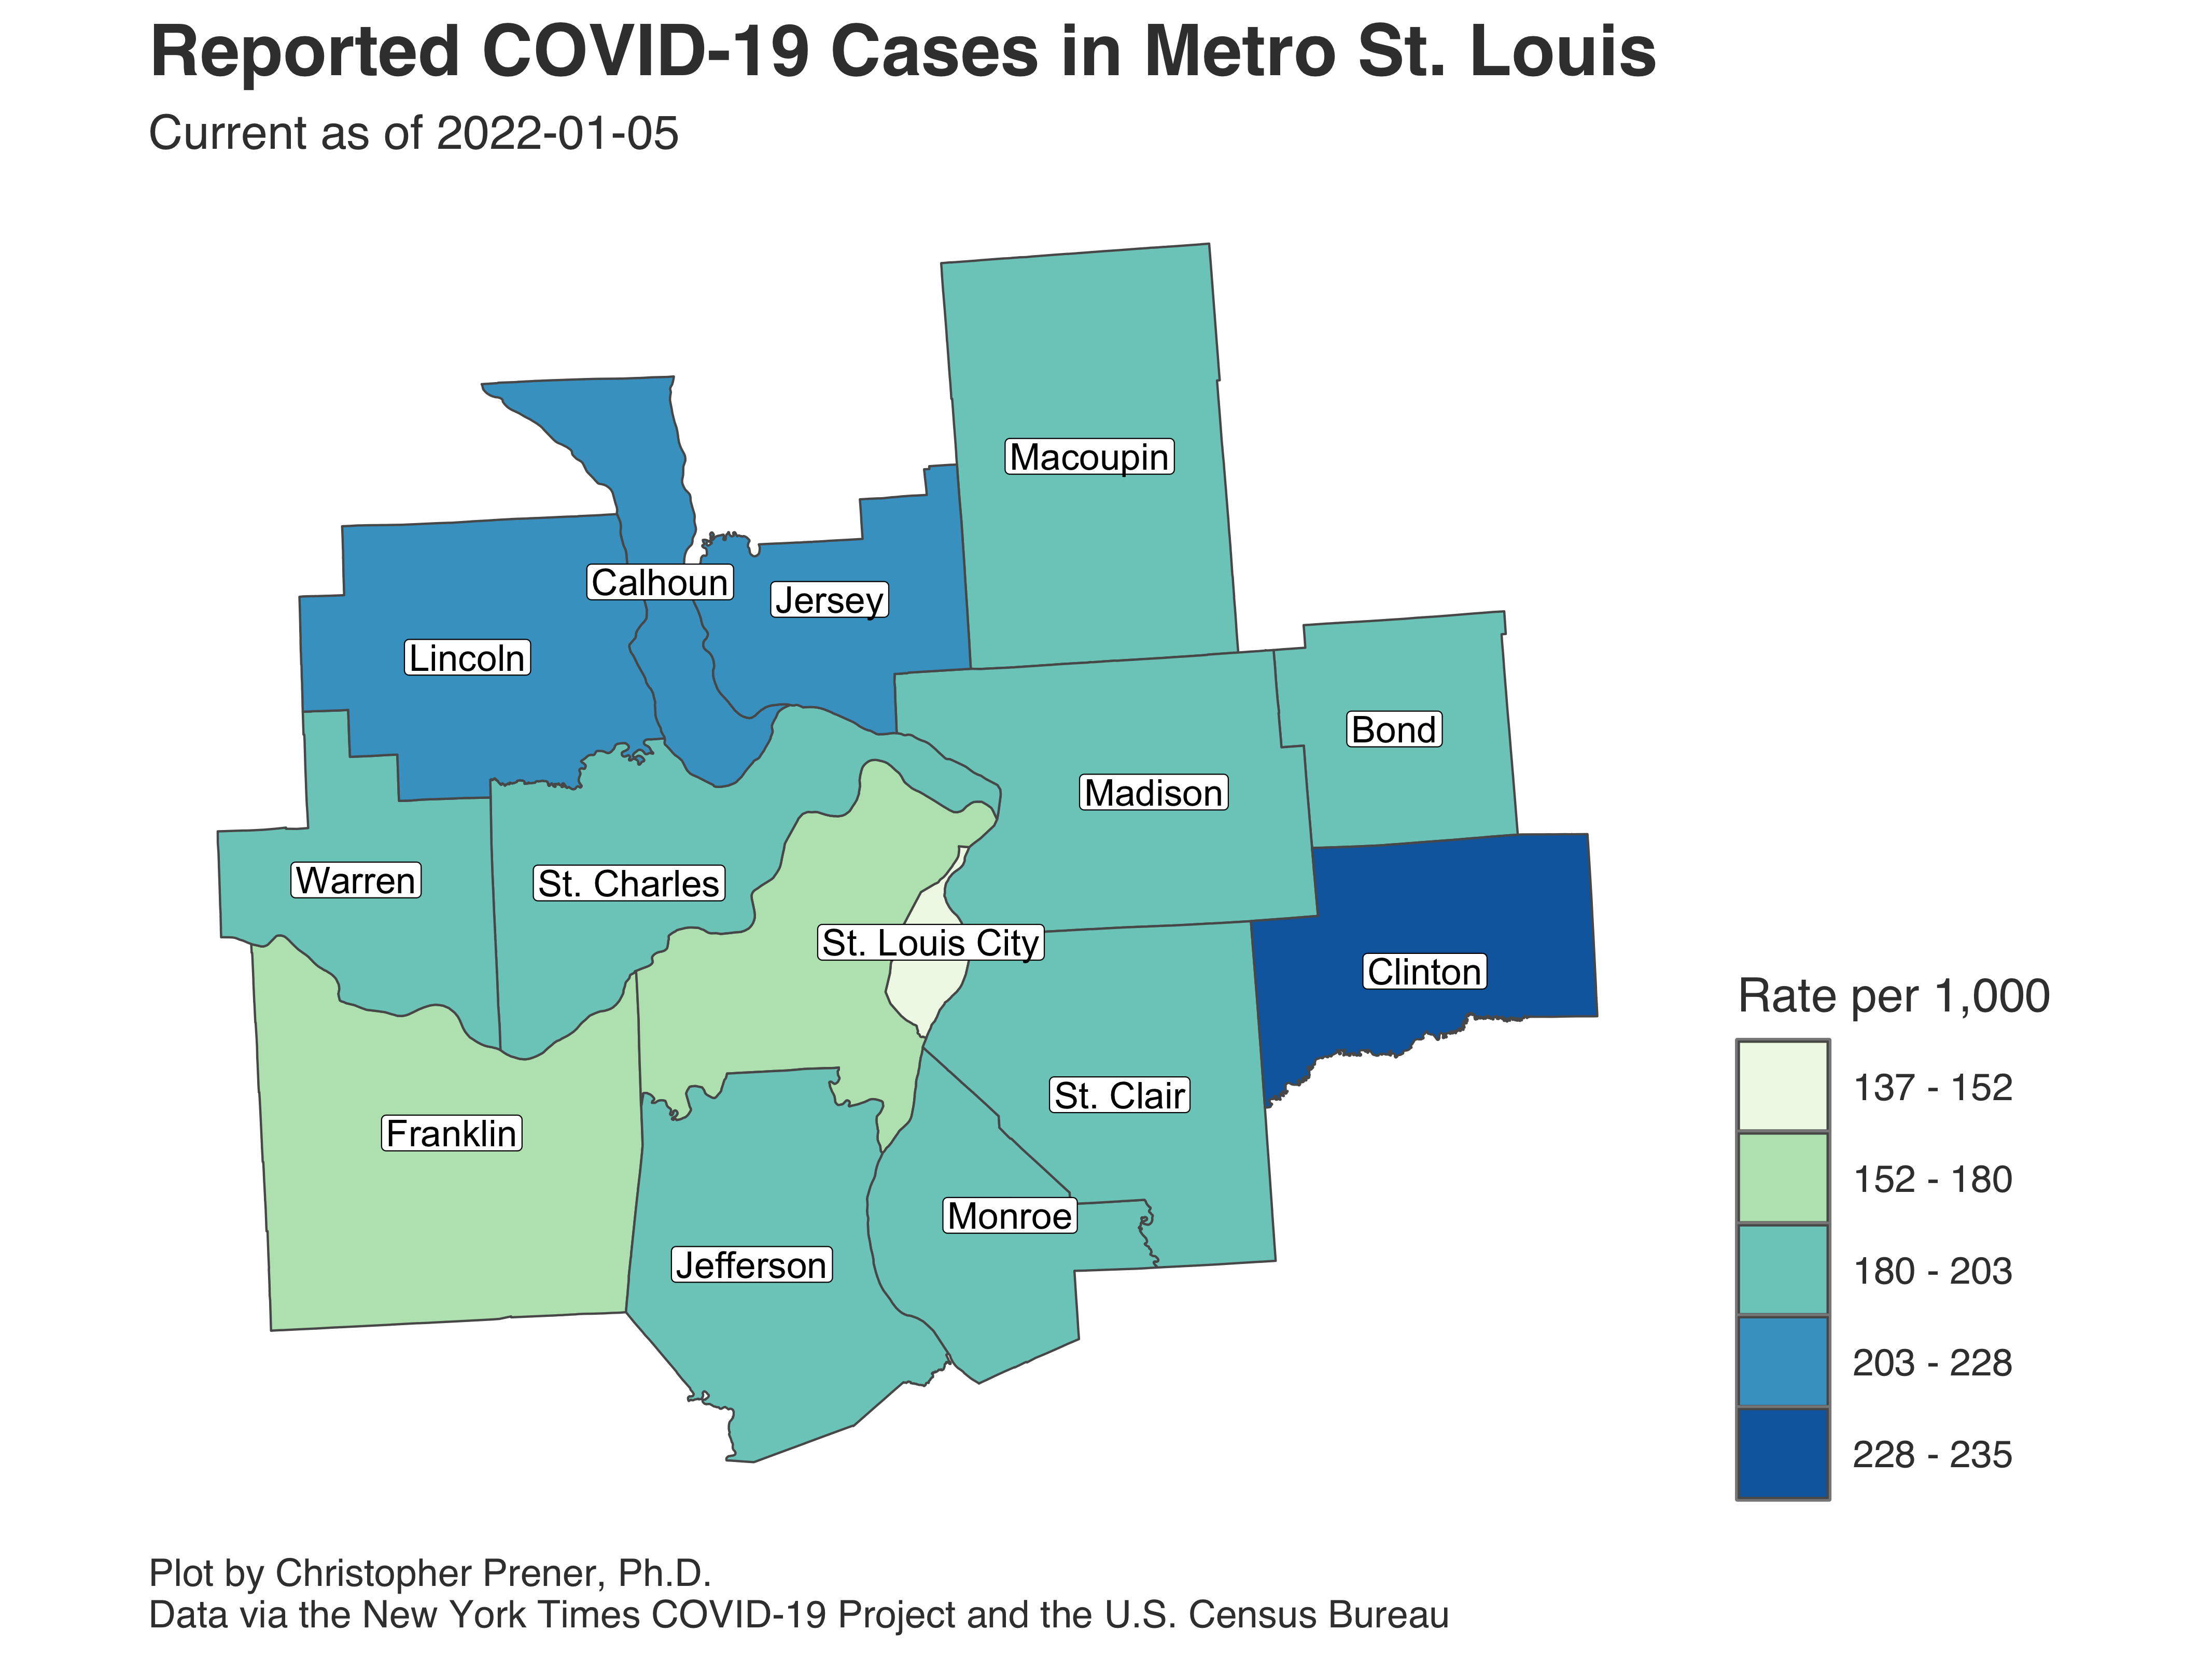 Reported COVID-19 Cases in Metro St. Louis
Current as of 2022-01-05
Macoupin
Calhoun
Jersey
Lincoln
Bond
Madison
Warren
St. Charles
St. Louis City
Clinton
St. Clair
Franklin
Monroe
Jefferson
Rate per 1,000
137 - 152
152 - 180
180 - 203
203 - 228
228 - 235
Plot by Christopher Prener, Ph.D.
Data via the New York Times COVID-19 Project and the U.S. Census Bureau